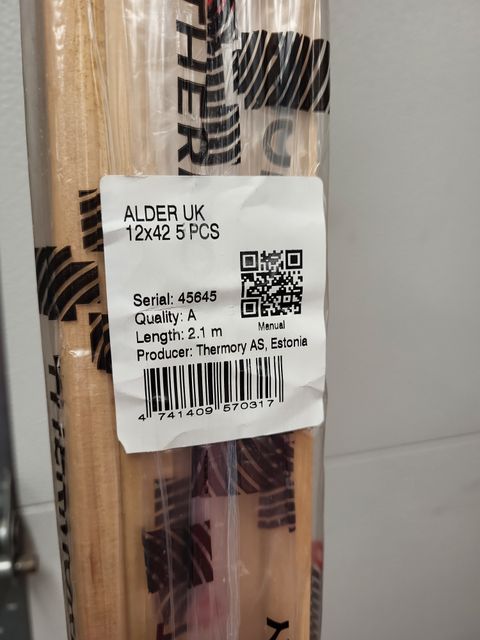 THER
ALDER UK
12x42 5 PCS
Serial: 45645
Quality: A
Length: 2.1 m
Producer: Thermory AS, Estonia
Manual
4 741409 570317